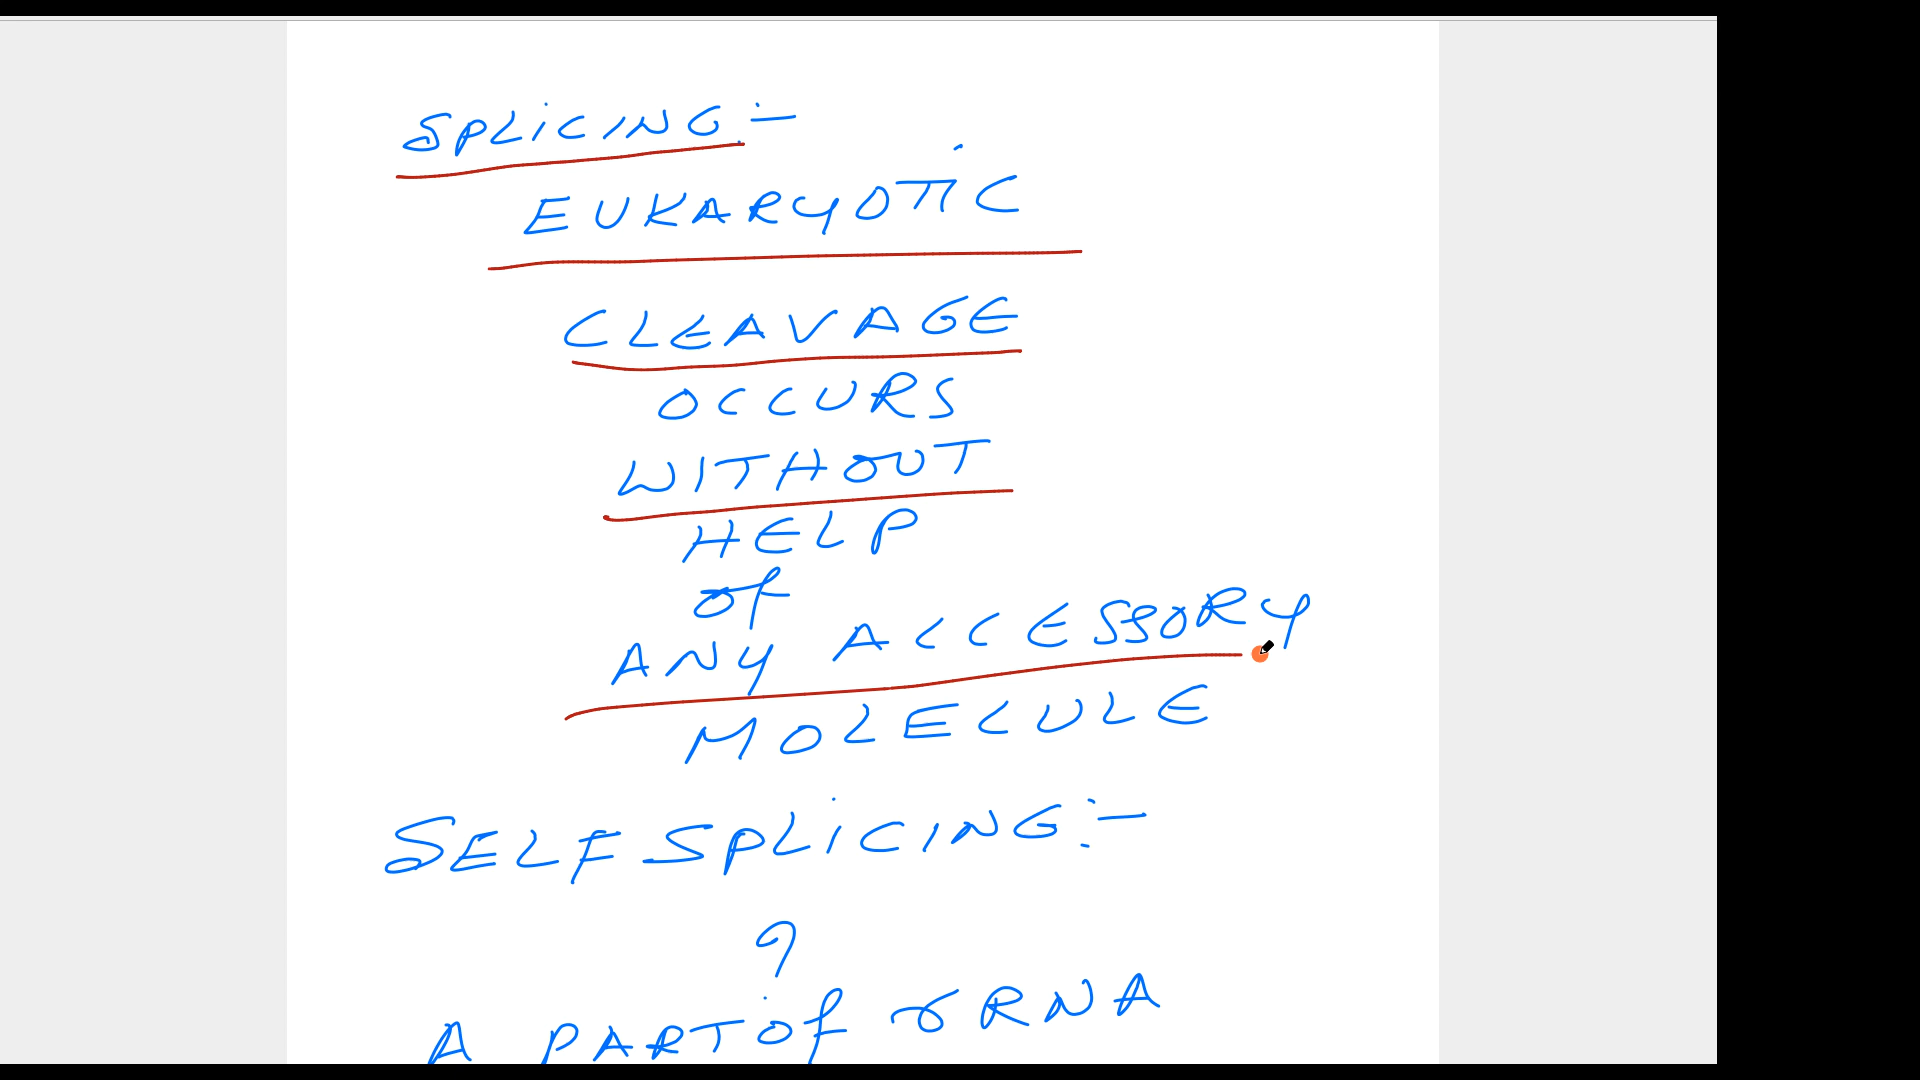 SPLiCING:-
EUKARYOTiC
CLEAVAGE
OCCURS
WITHOUT
HELP
of
ANY ACCESSORY
MOLECULE
SELF SPLiCING:-
?
A PART of rRNA